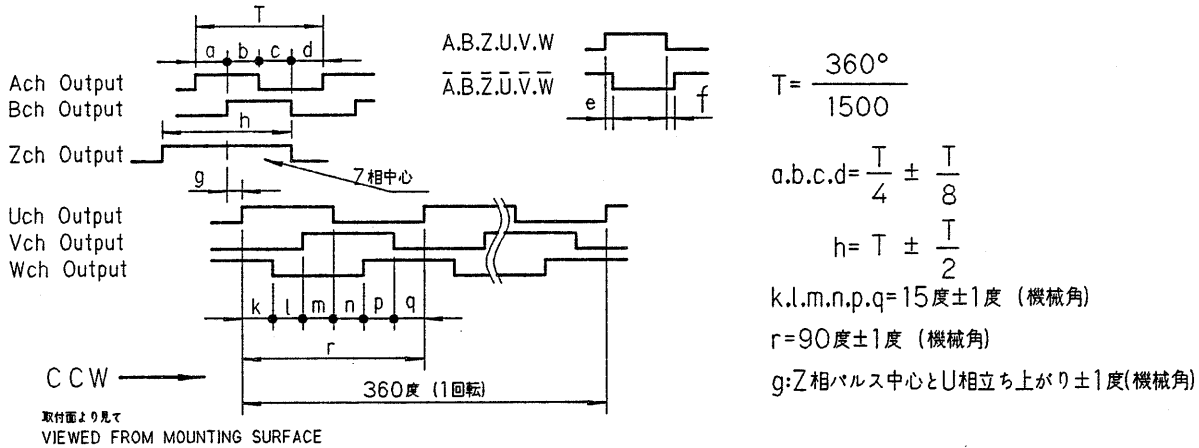 T
a b c d
Ach Output
Bch Output
h
Zch Output
Z相中心
g
Uch Output
Vch Output
Wch Output
k l m n p q
r
360度 (1回転)
CCW
取付面より見て
VIEWED FROM MOUNTING SURFACE
A.B.Z.U.V.W
A̅.B̅.Z̅.U̅.V̅.W̅
e f
T= 360° / 1500
a.b.c.d= T/4 ± T/8
h= T ± T/2
k.l.m.n.p.q=15度±1度 (機械角)
r=90度±1度 (機械角)
g:Z相パルス中心とU相立ち上がり±1度(機械角)